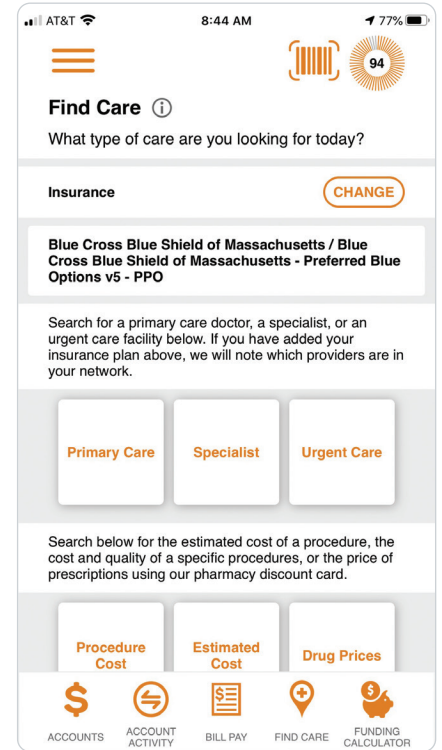 AT&T 8:44 AM 77%
94
Find Care
What type of care are you looking for today?
Insurance CHANGE
Blue Cross Blue Shield of Massachusetts / Blue
Cross Blue Shield of Massachusetts - Preferred Blue
Options v5 - PPO
Search for a primary care doctor, a specialist, or an
urgent care facility below. If you have added your
insurance plan above, we will note which providers are in
your network.
Primary Care Specialist Urgent Care
Search below for the estimated cost of a procedure, the
cost and quality of a specific procedures, or the price of
prescriptions using our pharmacy discount card.
Procedure Cost Estimated Cost Drug Prices
ACCOUNTS ACCOUNT ACTIVITY BILL PAY FIND CARE FUNDING CALCULATOR